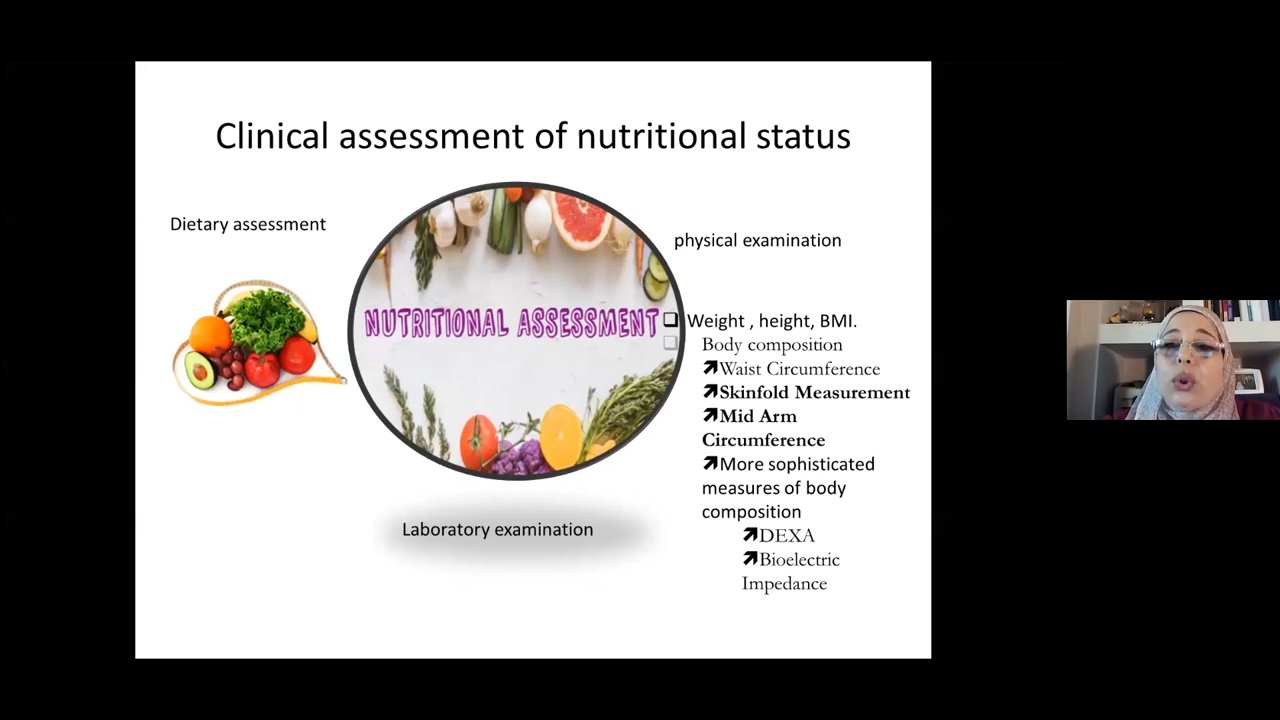 Clinical assessment of nutritional status
Dietary assessment
NUTRITIONAL ASSESSMENT
physical examination
❑ Weight , height, BMI.
❑ Body composition
↗Waist Circumference
↗Skinfold Measurement
↗Mid Arm
Circumference
↗More sophisticated
measures of body
composition
↗DEXA
↗Bioelectric
Impedance
Laboratory examination